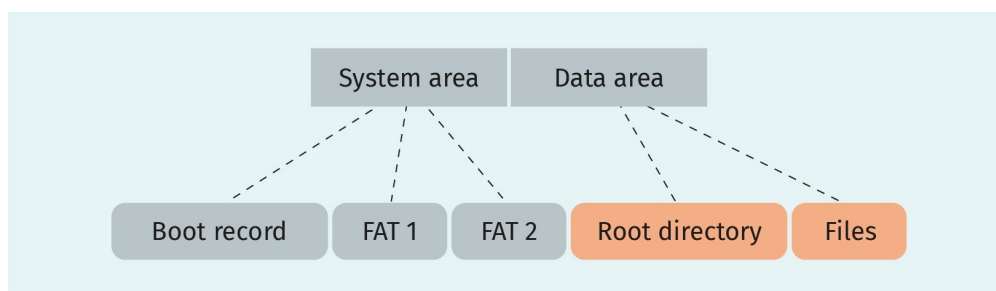 System area
Data area
Boot record
FAT 1
FAT 2
Root directory
Files